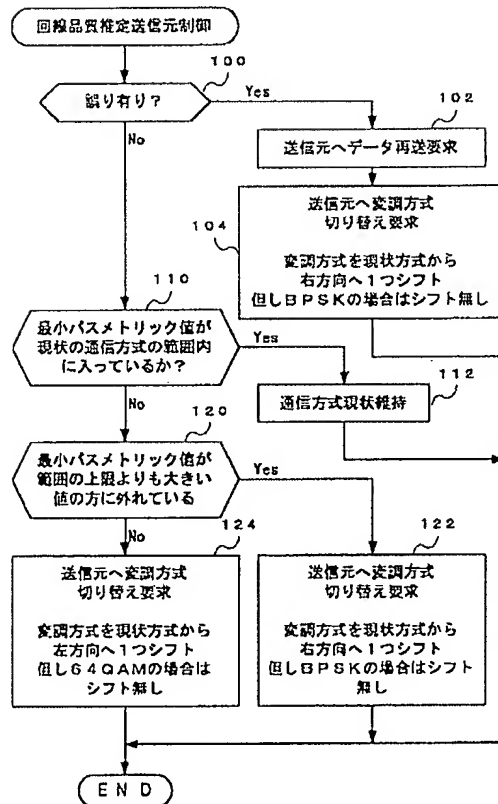 回線品質推定送信元制御
100
誤り有り？
Yes
No
102
送信元へデータ再送要求
104
送信元へ変調方式
切り替え要求
変調方式を現状方式から
右方向へ１つシフト
但しＢＰＳＫの場合はシフト無し
110
最小パスメトリック値が
現状の通信方式の範囲内
に入っているか？
Yes
No
112
通信方式現状維持
120
最小パスメトリック値が
範囲の上限よりも大きい
値の方に外れている
Yes
No
124
送信元へ変調方式
切り替え要求
変調方式を現状方式から
左方向へ１つシフト
但し６４ＱＡＭの場合は
シフト無し
122
送信元へ変調方式
切り替え要求
変調方式を現状方式から
右方向へ１つシフト
但しＢＰＳＫの場合はシフト
無し
ＥＮＤ